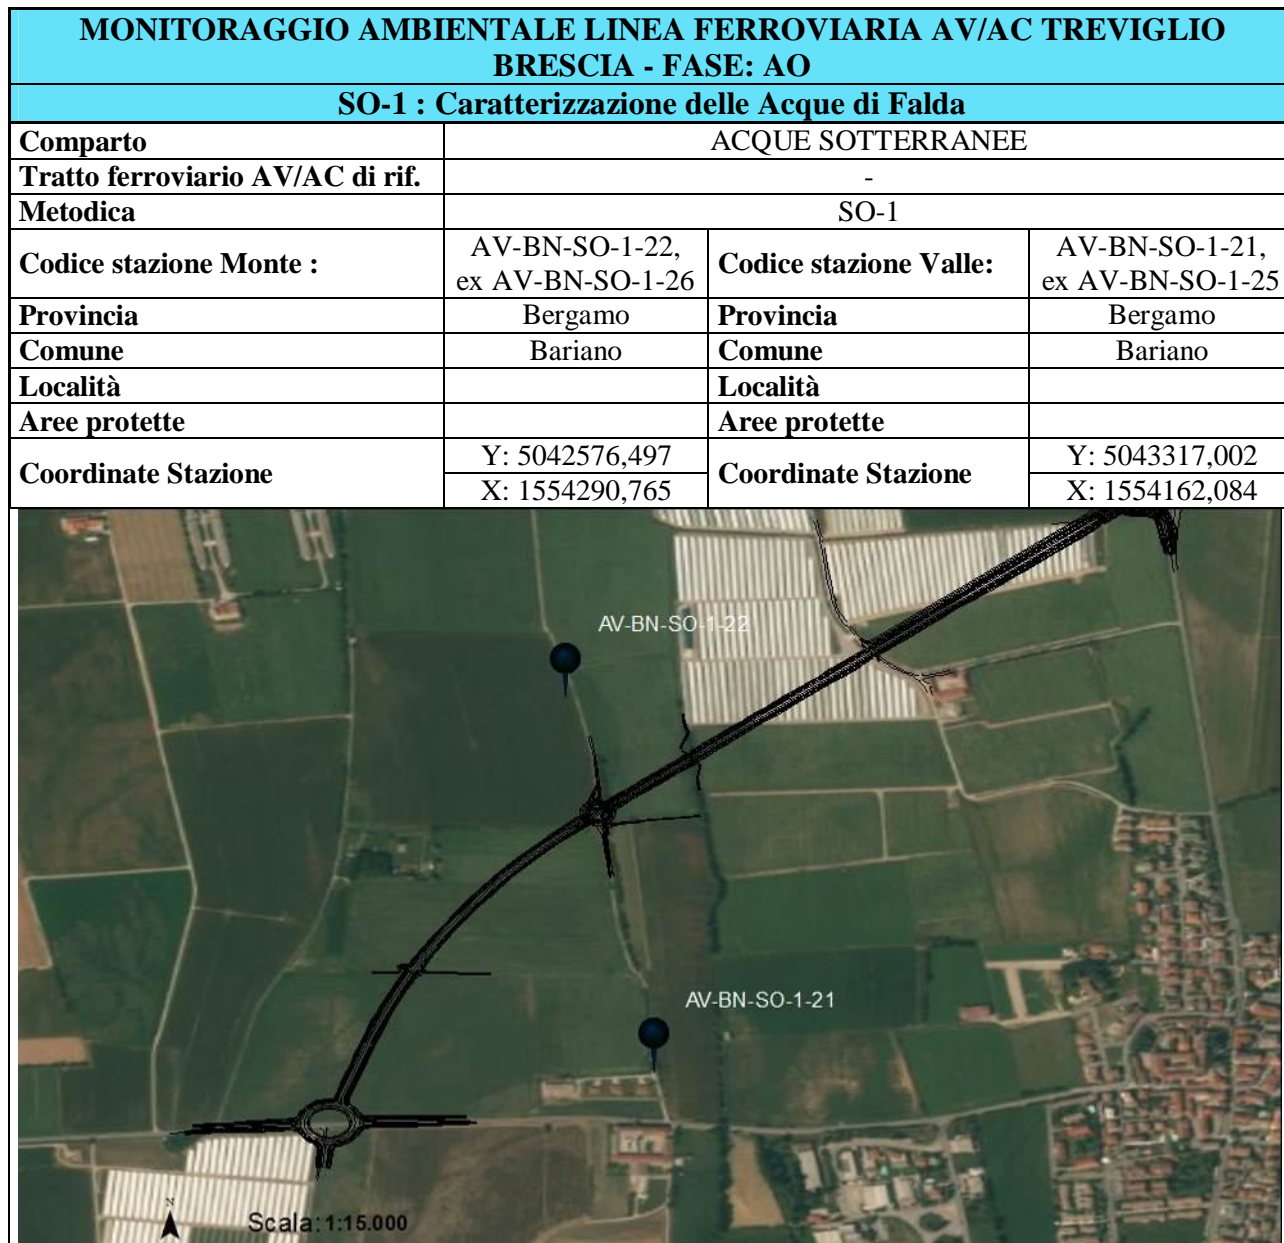 MONITORAGGIO AMBIENTALE LINEA FERROVIARIA AV/AC TREVIGLIO
BRESCIA - FASE: AO
SO-1 : Caratterizzazione delle Acque di Falda
Comparto ACQUE SOTTERRANEE
Tratto ferroviario AV/AC di rif. -
Metodica SO-1
Codice stazione Monte : AV-BN-SO-1-22, ex AV-BN-SO-1-26 Codice stazione Valle: AV-BN-SO-1-21, ex AV-BN-SO-1-25
Provincia Bergamo Provincia Bergamo
Comune Bariano Comune Bariano
Località Località
Aree protette Aree protette
Coordinate Stazione Y: 5042576,497 Coordinate Stazione Y: 5043317,002
X: 1554290,765 X: 1554162,084
AV-BN-SO-1-22
AV-BN-SO-1-21
Scala: 1:15.000